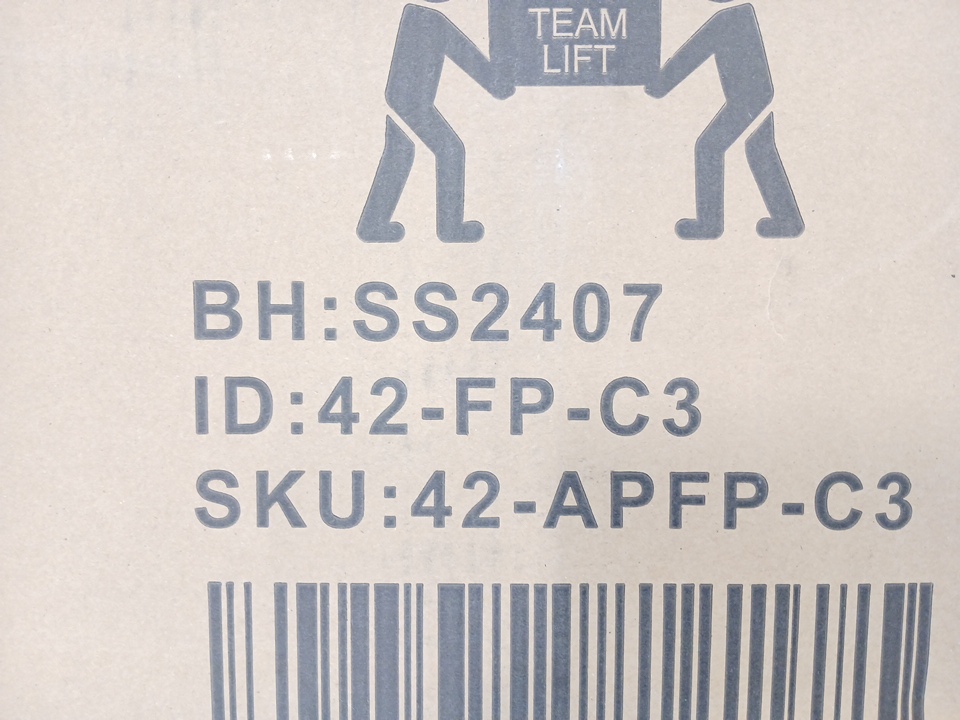 TEAM
LIFT
BH:SS2407
ID:42-FP-C3
SKU:42-APFP-C3